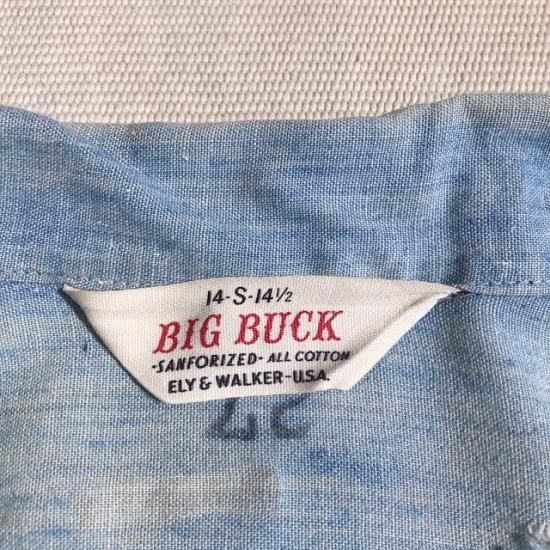 14-S-14½
BIG BUCK
-SANFORIZED- ALL COTTON
ELY & WALKER-U.S.A.